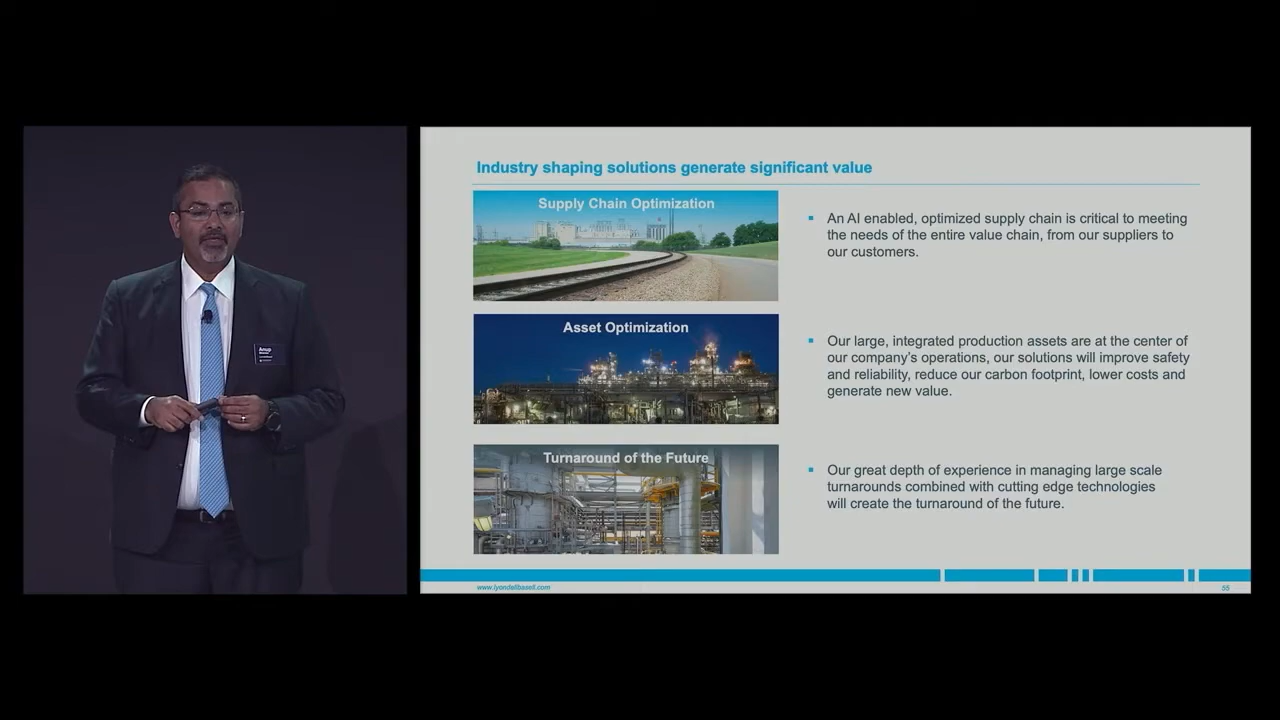 Anup
Industry shaping solutions generate significant value
Supply Chain Optimization
An AI enabled, optimized supply chain is critical to meeting
the needs of the entire value chain, from our suppliers to
our customers.
Asset Optimization
Our large, integrated production assets are at the center of
our company's operations, our solutions will improve safety
and reliability, reduce our carbon footprint, lower costs and
generate new value.
Turnaround of the Future
Our great depth of experience in managing large scale
turnarounds combined with cutting edge technologies
will create the turnaround of the future.
www.lyondellbasell.com
55